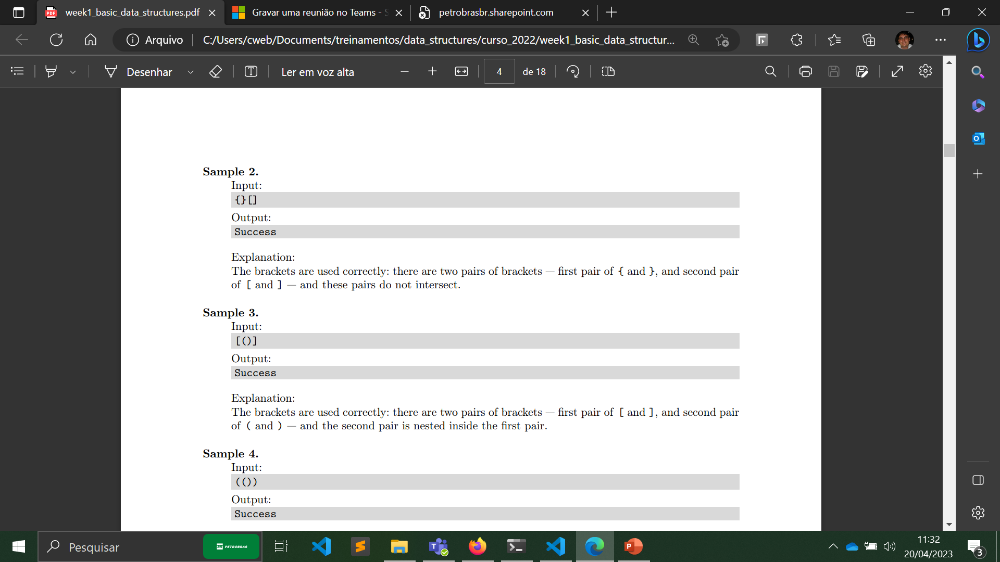 week1_basic_data_structures.pdf
Gravar uma reunião no Teams -
petrobrasbr.sharepoint.com
Arquivo
C:/Users/cweb/Documents/treinamentos/data_structures/curso_2022/week1_basic_data_structur...
Desenhar
Ler em voz alta
4
de 18
Sample 2.
Input:
{}[]
Output:
Success
Explanation:
The brackets are used correctly: there are two pairs of brackets — first pair of { and }, and second pair
of [ and ] — and these pairs do not intersect.
Sample 3.
Input:
[()]
Output:
Success
Explanation:
The brackets are used correctly: there are two pairs of brackets — first pair of [ and ], and second pair
of ( and ) — and the second pair is nested inside the first pair.
Sample 4.
Input:
(())
Output:
Success
Pesquisar
BR PETROBRAS
11:32
20/04/2023
3